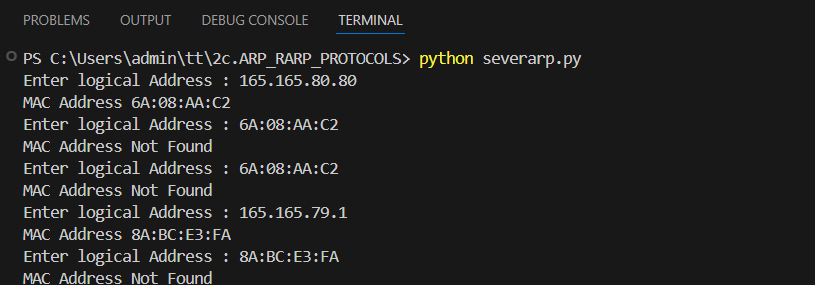 PROBLEMS OUTPUT DEBUG CONSOLE TERMINAL
PS C:\Users\admin\tt\2c.ARP_RARP_PROTOCOLS> python severarp.py
Enter logical Address : 165.165.80.80
MAC Address 6A:08:AA:C2
Enter logical Address : 6A:08:AA:C2
MAC Address Not Found
Enter logical Address : 6A:08:AA:C2
MAC Address Not Found
Enter logical Address : 165.165.79.1
MAC Address 8A:BC:E3:FA
Enter logical Address : 8A:BC:E3:FA
MAC Address Not Found